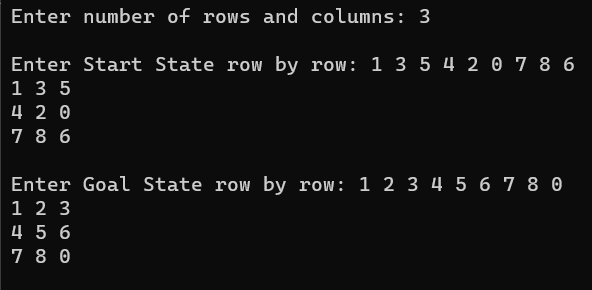 Enter number of rows and columns: 3
Enter Start State row by row: 1 3 5 4 2 0 7 8 6
1 3 5
4 2 0
7 8 6
Enter Goal State row by row: 1 2 3 4 5 6 7 8 0
1 2 3
4 5 6
7 8 0